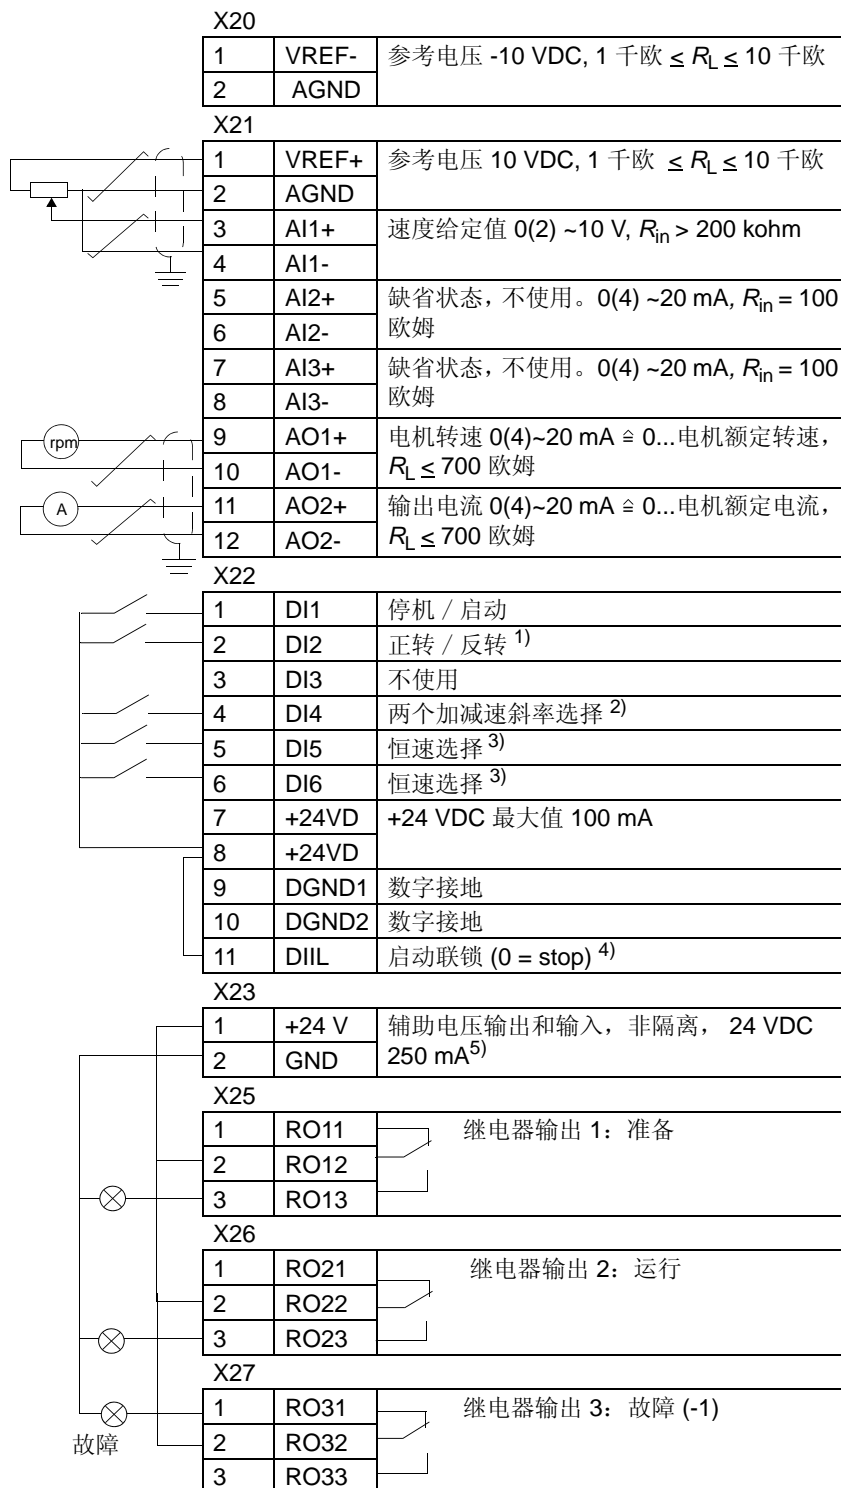 X20
1 VREF- 参考电压 -10 VDC, 1 千欧 ≤ RL ≤ 10 千欧
2 AGND
X21
1 VREF+ 参考电压 10 VDC, 1 千欧 ≤ RL ≤ 10 千欧
2 AGND
3 AI1+ 速度给定值 0(2) ~10 V, Rin > 200 kohm
4 AI1-
5 AI2+ 缺省状态，不使用。0(4) ~20 mA, Rin = 100
6 AI2- 欧姆
7 AI3+ 缺省状态，不使用。0(4) ~20 mA, Rin = 100
8 AI3- 欧姆
rpm 9 AO1+ 电机转速 0(4)~20 mA ≙ 0...电机额定转速，
10 AO1- RL ≤ 700 欧姆
A 11 AO2+ 输出电流 0(4)~20 mA ≙ 0...电机额定电流，
12 AO2- RL ≤ 700 欧姆
X22
1 DI1 停机 / 启动
2 DI2 正转 / 反转 1)
3 DI3 不使用
4 DI4 两个加减速斜率选择 2)
5 DI5 恒速选择 3)
6 DI6 恒速选择 3)
7 +24VD +24 VDC 最大值 100 mA
8 +24VD
9 DGND1 数字接地
10 DGND2 数字接地
11 DIIL 启动联锁 (0 = stop) 4)
X23
1 +24 V 辅助电压输出和输入，非隔离， 24 VDC
2 GND 250 mA5)
X25
1 RO11 继电器输出 1：准备
2 RO12
3 RO13
X26
1 RO21 继电器输出 2：运行
2 RO22
3 RO23
X27
1 RO31 继电器输出 3：故障 (-1)
故障 2 RO32
3 RO33